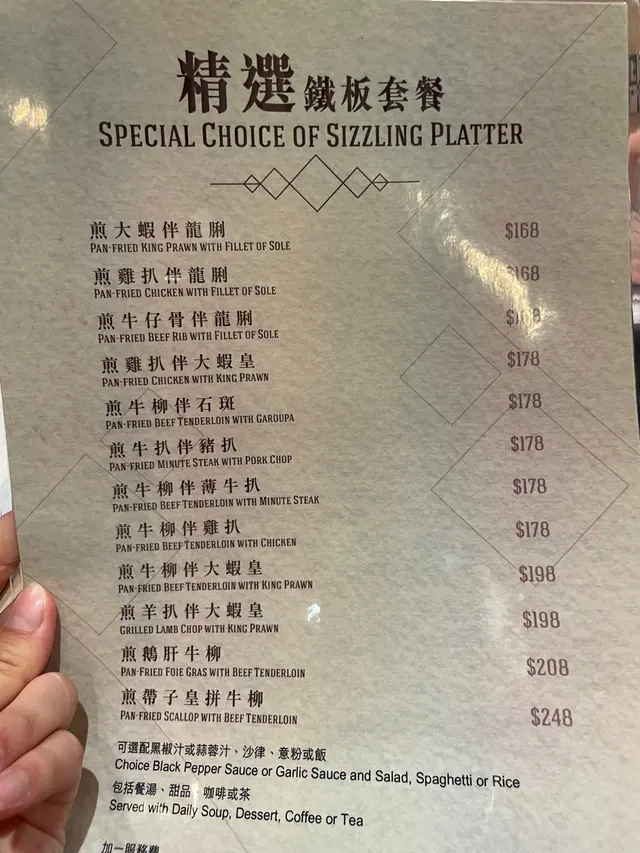 精選鐵板套餐
SPECIAL CHOICE OF SIZZLING PLATTER
煎大蝦伴龍脷 $168
PAN-FRIED KING PRAWN WITH FILLET OF SOLE
煎雞扒伴龍脷 $168
PAN-FRIED CHICKEN WITH FILLET OF SOLE
煎牛仔骨伴龍脷
PAN-FRIED BEEF RIB WITH FILLET OF SOLE
煎雞扒伴大蝦皇 $178
PAN-FRIED CHICKEN WITH KING PRAWN
煎牛柳伴石斑 $178
PAN-FRIED BEEF TENDERLOIN WITH GAROUPA
煎牛扒伴豬扒 $178
PAN-FRIED MINUTE STEAK WITH PORK CHOP
煎牛柳伴薄牛扒 $178
PAN-FRIED BEEF TENDERLOIN WITH MINUTE STEAK
煎牛柳伴雞扒 $178
PAN-FRIED BEEF TENDERLOIN WITH CHICKEN
煎牛柳伴大蝦皇 $198
PAN-FRIED BEEF TENDERLOIN WITH KING PRAWN
煎羊扒伴大蝦皇 $198
GRILLED LAMB CHOP WITH KING PRAWN
煎鵝肝牛柳 $208
PAN-FRIED FOIE GRAS WITH BEEF TENDERLOIN
煎帶子皇拼牛柳 $248
PAN-FRIED SCALLOP WITH BEEF TENDERLOIN
可選配黑椒汁或蒜蓉汁、沙律、意粉或飯
Choice Black Pepper Sauce or Garlic Sauce and Salad, Spaghetti or Rice
包括餐湯、甜品、咖啡或茶
Served with Daily Soup, Dessert, Coffee or Tea
加一服務費